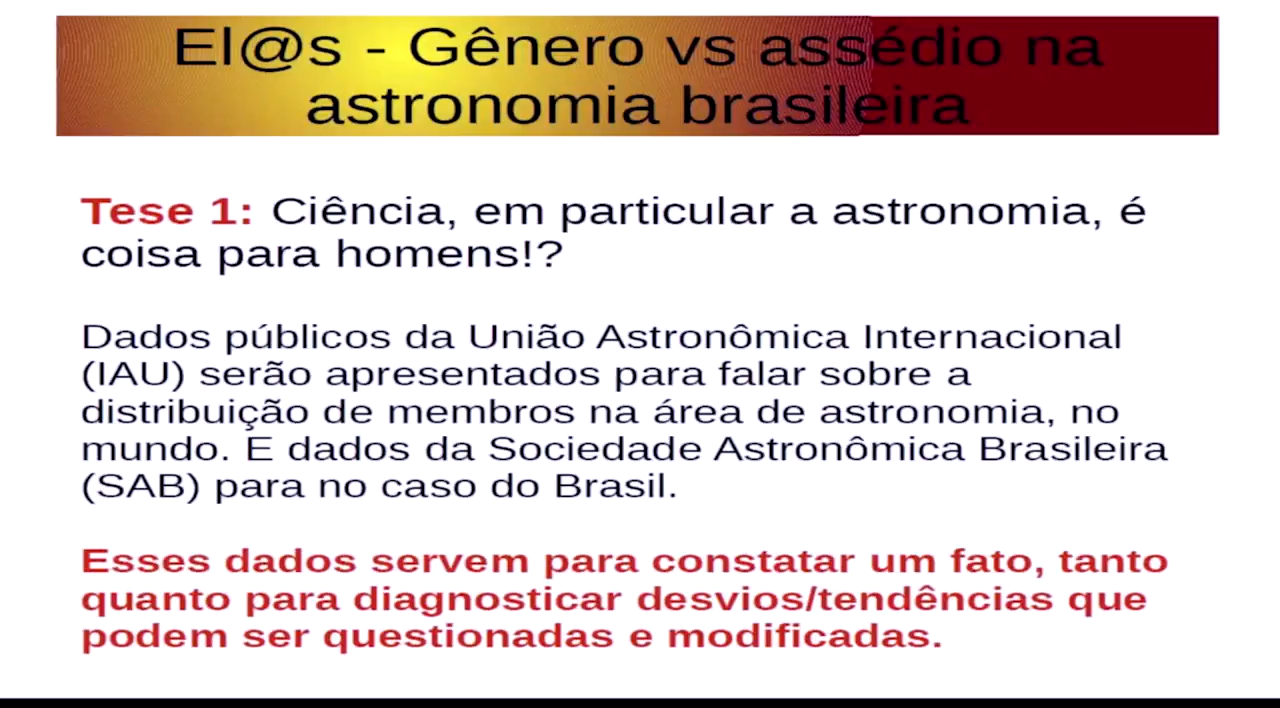 El@s - Gênero vs assédio na
astronomia brasileira
Tese 1: Ciência, em particular a astronomia, é
coisa para homens!?
Dados públicos da União Astronômica Internacional
(IAU) serão apresentados para falar sobre a
distribuição de membros na área de astronomia, no
mundo. E dados da Sociedade Astronômica Brasileira
(SAB) para no caso do Brasil.
Esses dados servem para constatar um fato, tanto
quanto para diagnosticar desvios/tendências que
podem ser questionadas e modificadas.